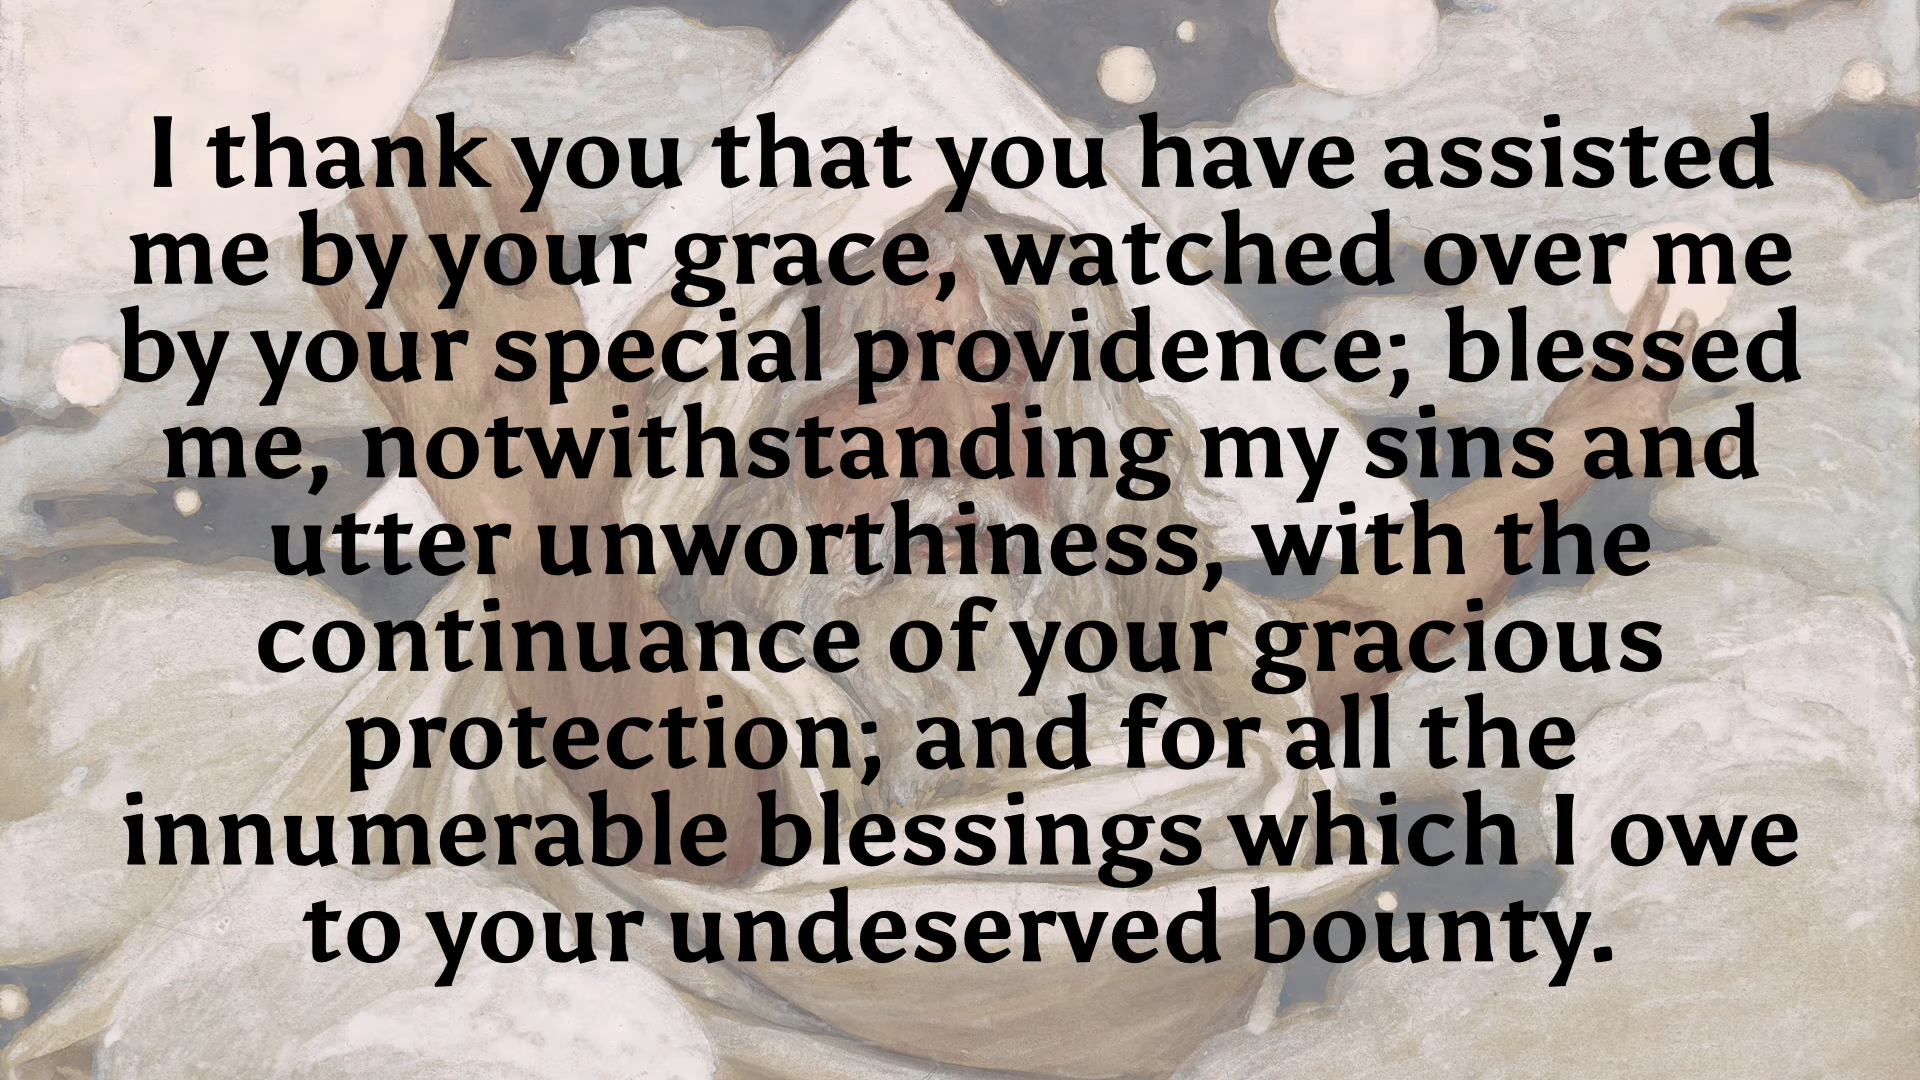 I thank you that you have assisted
me by your grace, watched over me
by your special providence; blessed
me, notwithstanding my sins and
utter unworthiness, with the
continuance of your gracious
protection; and for all the
innumerable blessings which I owe
to your undeserved bounty.